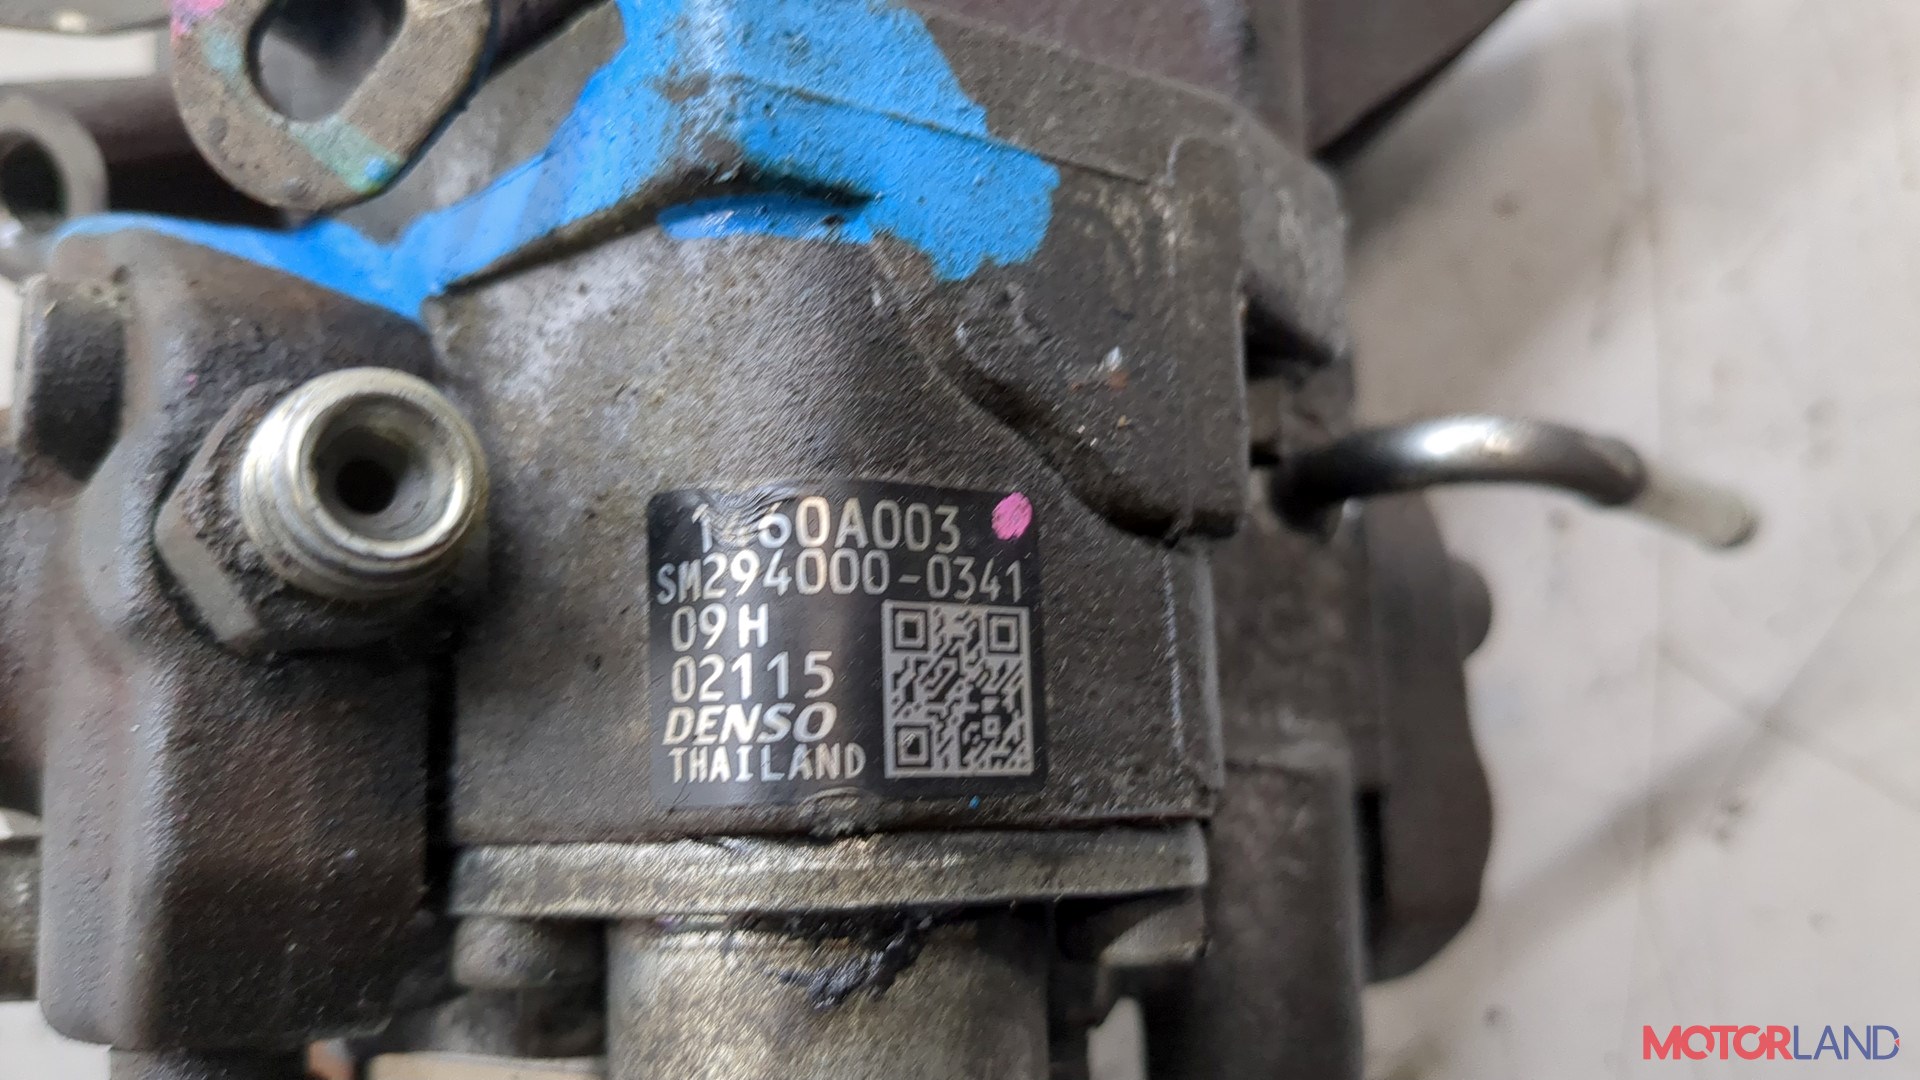 SM294000-0341
09H
02115
DENSO
THAILAND
MOTORLAND